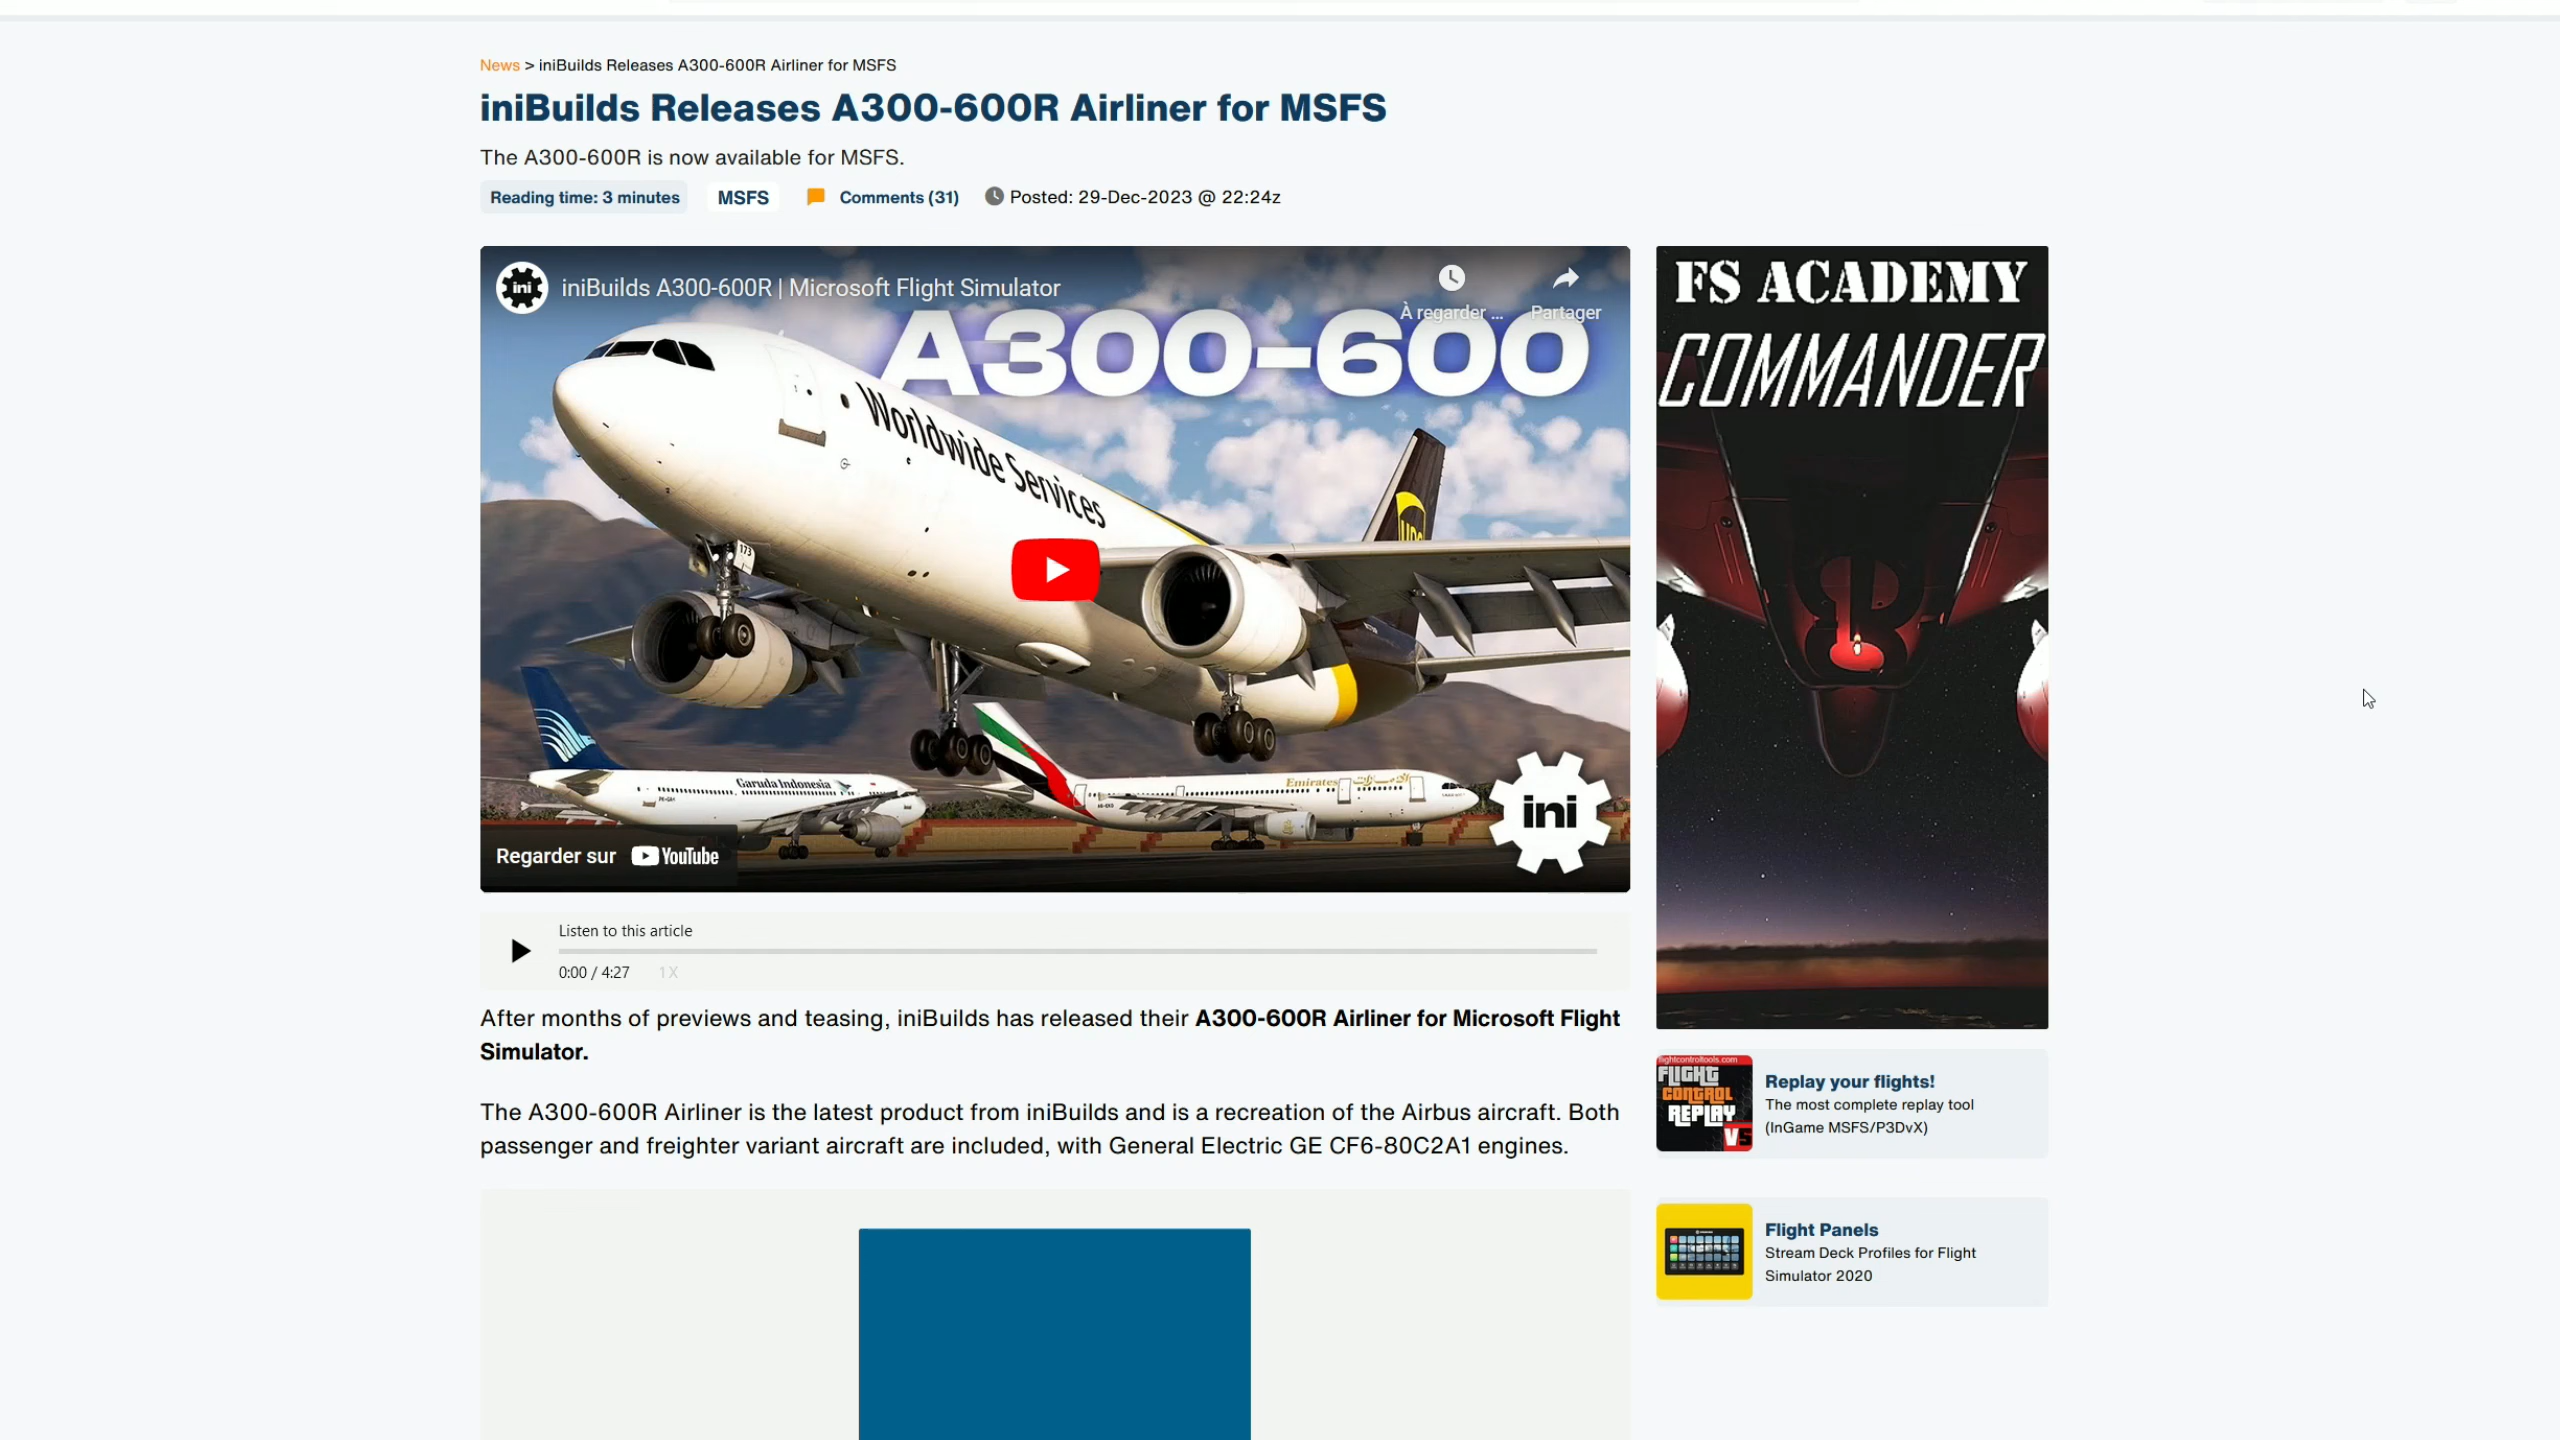 News > iniBuilds Releases A300-600R Airliner for MSFS
iniBuilds Releases A300-600R Airliner for MSFS
The A300-600R is now available for MSFS.
Reading time: 3 minutes MSFS Comments (31) Posted: 29-Dec-2023 @ 22:24z
ini iniBuilds A300-600R | Microsoft Flight Simulator
À regarder ... Partager
A300-600
Worldwide Services
173
Garuda Indonesia
Emirates
ini
Regarder sur YouTube
Listen to this article
0:00 / 4:27 1X
After months of previews and teasing, iniBuilds has released their A300-600R Airliner for Microsoft Flight
Simulator.
The A300-600R Airliner is the latest product from iniBuilds and is a recreation of the Airbus aircraft. Both
passenger and freighter variant aircraft are included, with General Electric GE CF6-80C2A1 engines.
FS ACADEMY
COMMANDER
flightcontroltools.com
FLIGHT
CONTROL
REPLAY
V5
Replay your flights!
The most complete replay tool
(InGame MSFS/P3DvX)
Flight Panels
Stream Deck Profiles for Flight
Simulator 2020